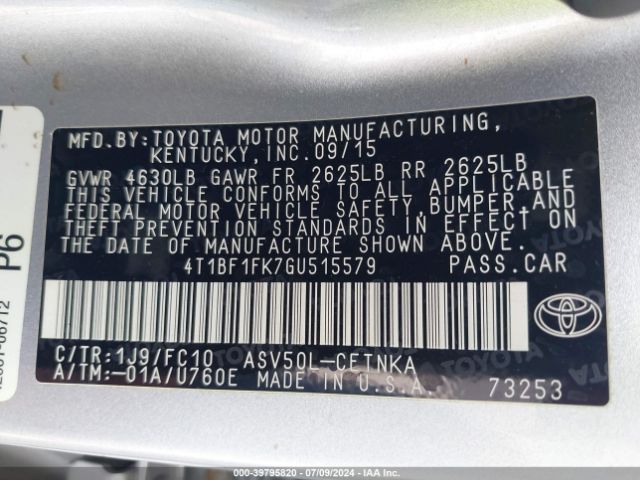 MFD.BY:TOYOTA MOTOR MANUFACTURING,
KENTUCKY, INC. 09/15
GVWR 4630LB GAWR FR 2625LB RR 2625LB
THIS VEHICLE CONFORMS TO ALL APPLICABLE
FEDERAL MOTOR VEHICLE SAFETY, BUMPER, AND
THEFT PREVENTION STANDARDS IN EFFECT ON
THE DATE OF MANUFACTURE SHOWN ABOVE.
4T1BF1FK7GU515579 PASS.CAR
C/TR:1J9/FC10 ASV50L-CETNKA
A/TM:-01A/U760E MADE IN U.S.A. 73253
P6
000-39795820 - 07/09/2024 - IAA